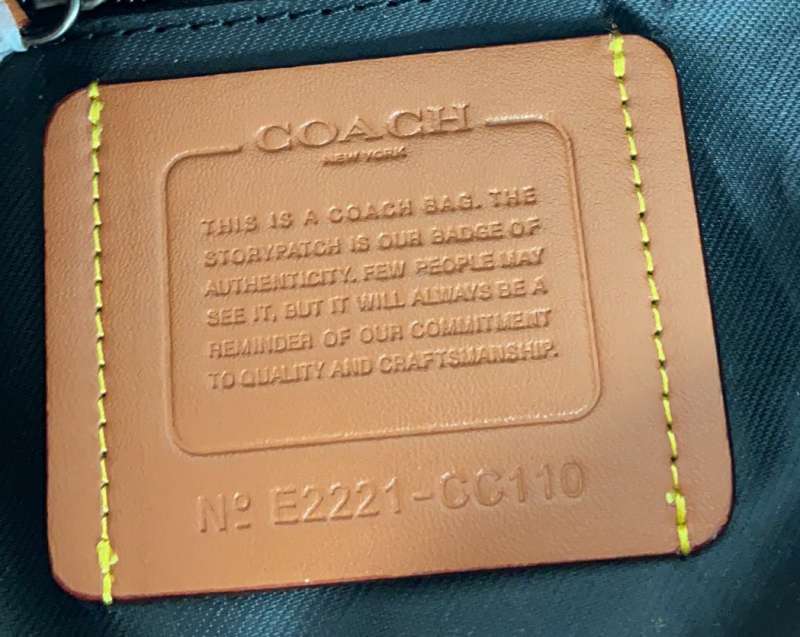 COACH
NEW YORK
THIS IS A COACH BAG. THE
STORYPATCH IS OUR BADGE OF
AUTHENTICITY. FEW PEOPLE MAY
SEE IT, BUT IT WILL ALWAYS BE A
REMINDER OF OUR COMMITMENT
TO QUALITY AND CRAFTSMANSHIP.
Nº E2221-CC110